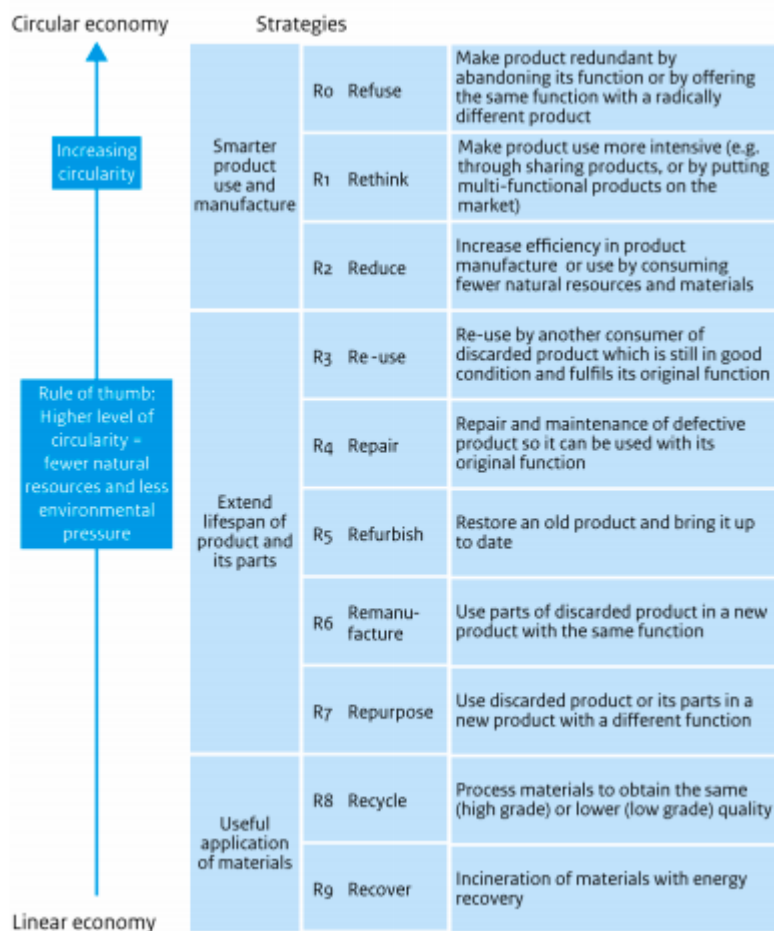 Circular economy
Strategies
Increasing
circularity
Rule of thumb:
Higher level of
circularity =
fewer natural
resources and less
environmental
pressure
Linear economy
Smarter
product
use and
manufacture
R0 Refuse
Make product redundant by
abandoning its function or by offering
the same function with a radically
different product
R1 Rethink
Make product use more intensive (e.g.
through sharing products, or by putting
multi-functional products on the
market)
R2 Reduce
Increase efficiency in product
manufacture or use by consuming
fewer natural resources and materials
Extend
lifespan of
product and
its parts
R3 Re-use
Re-use by another consumer of
discarded product which is still in good
condition and fulfils its original function
R4 Repair
Repair and maintenance of defective
product so it can be used with its
original function
R5 Refurbish
Restore an old product and bring it up
to date
R6 Remanu-
facture
Use parts of discarded product in a new
product with the same function
R7 Repurpose
Use discarded product or its parts in a
new product with a different function
Useful
application
of materials
R8 Recycle
Process materials to obtain the same
(high grade) or lower (low grade) quality
R9 Recover
Incineration of materials with energy
recovery